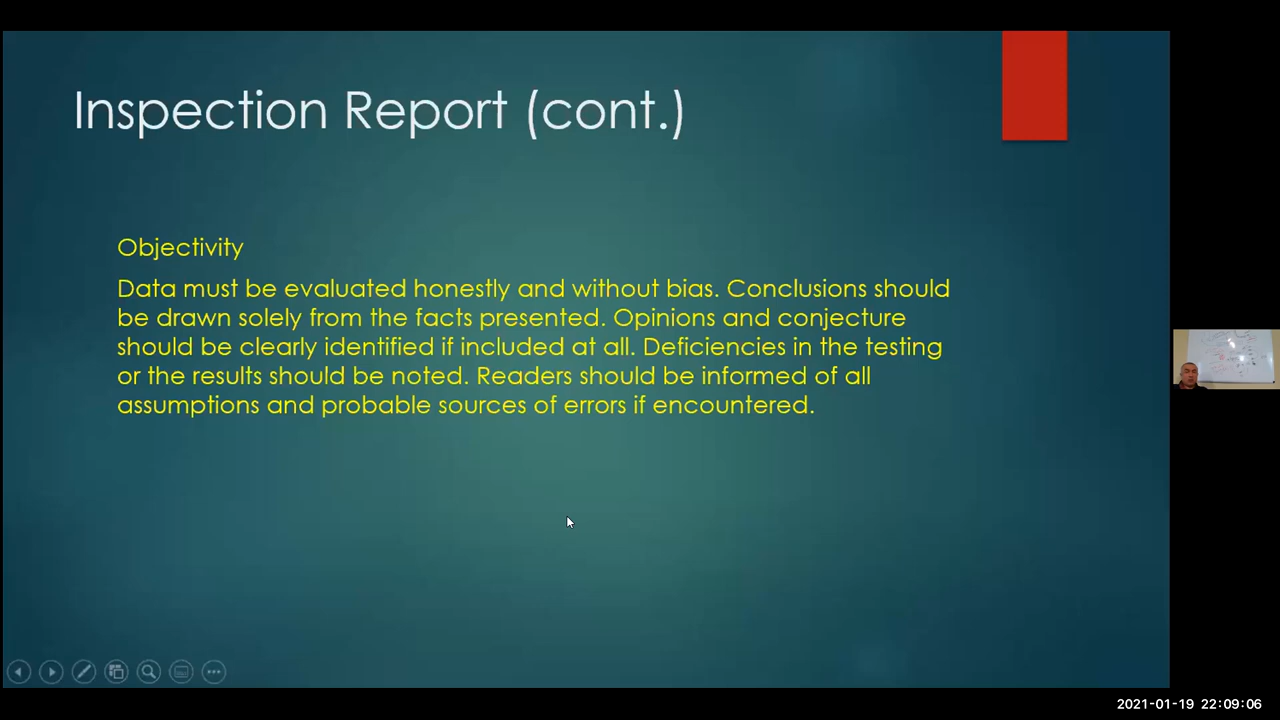 Inspection Report (cont.)
Objectivity
Data must be evaluated honestly and without bias. Conclusions should
be drawn solely from the facts presented. Opinions and conjecture
should be clearly identified if included at all. Deficiencies in the testing
or the results should be noted. Readers should be informed of all
assumptions and probable sources of errors if encountered.
2021-01-19 22:09:06